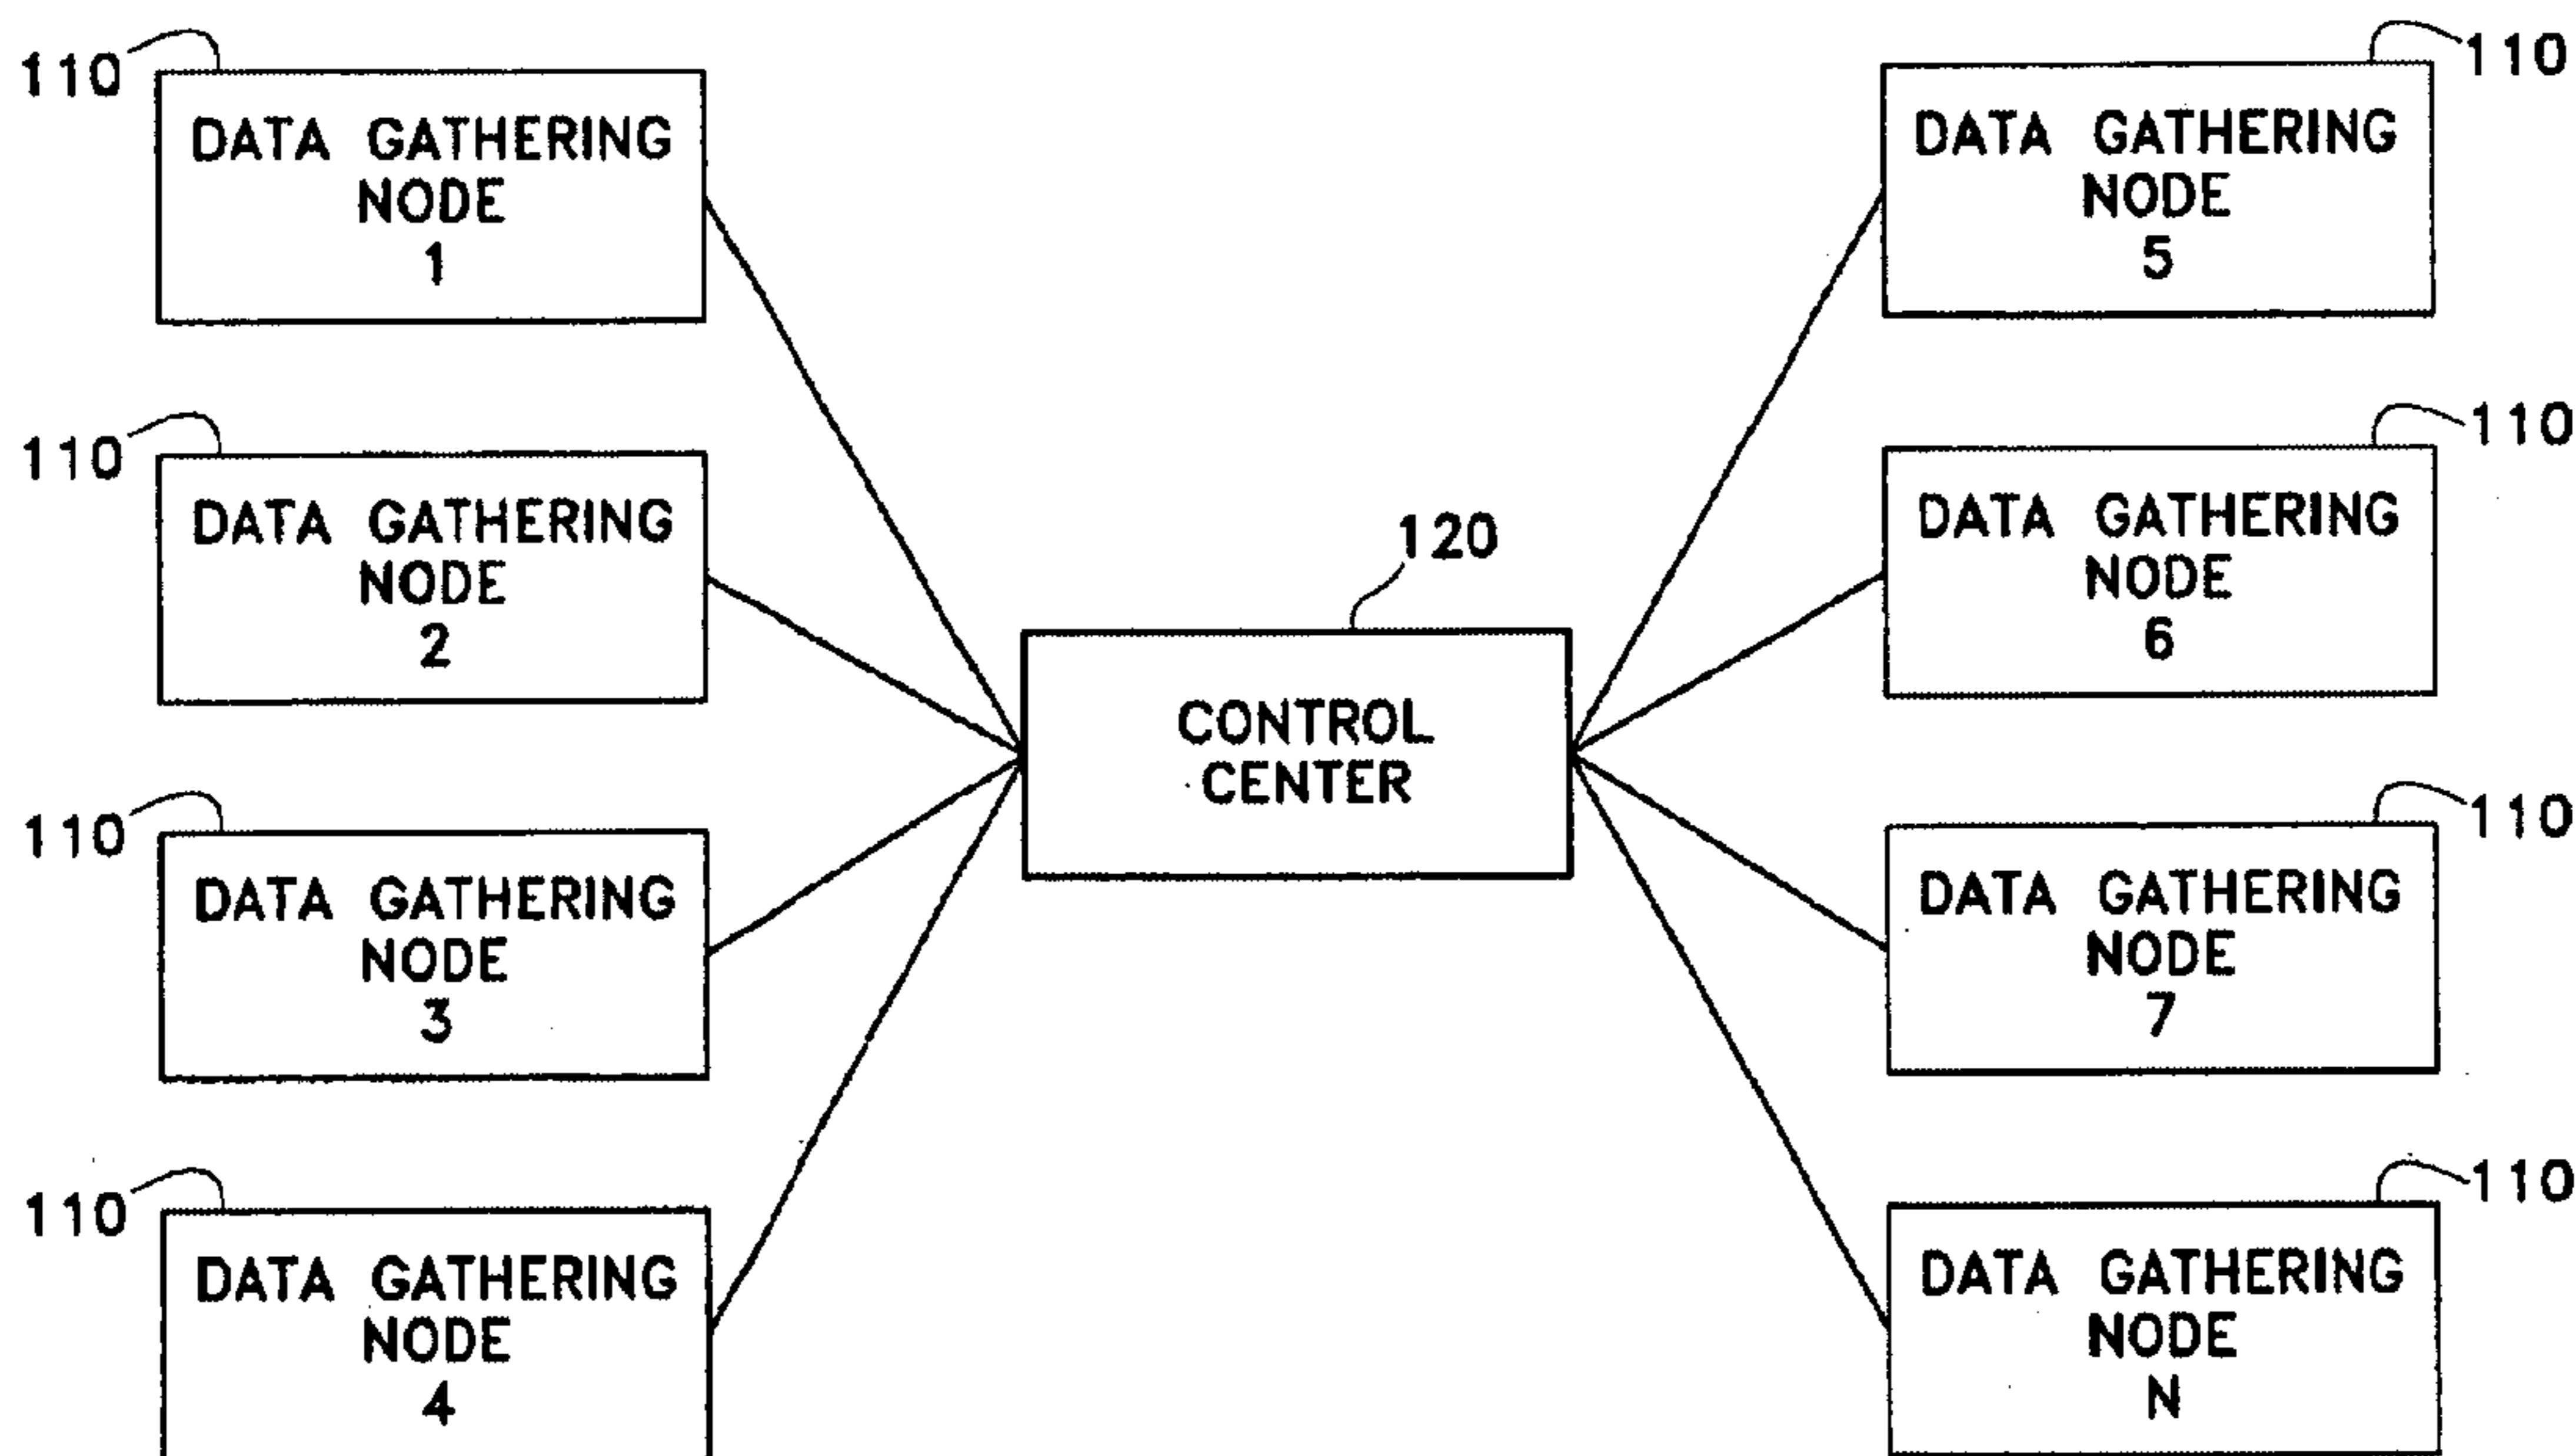 110
DATA GATHERING
NODE
1
110
DATA GATHERING
NODE
2
110
DATA GATHERING
NODE
3
110
DATA GATHERING
NODE
4
120
CONTROL
CENTER
110
DATA GATHERING
NODE
5
110
DATA GATHERING
NODE
6
110
DATA GATHERING
NODE
7
110
DATA GATHERING
NODE
N